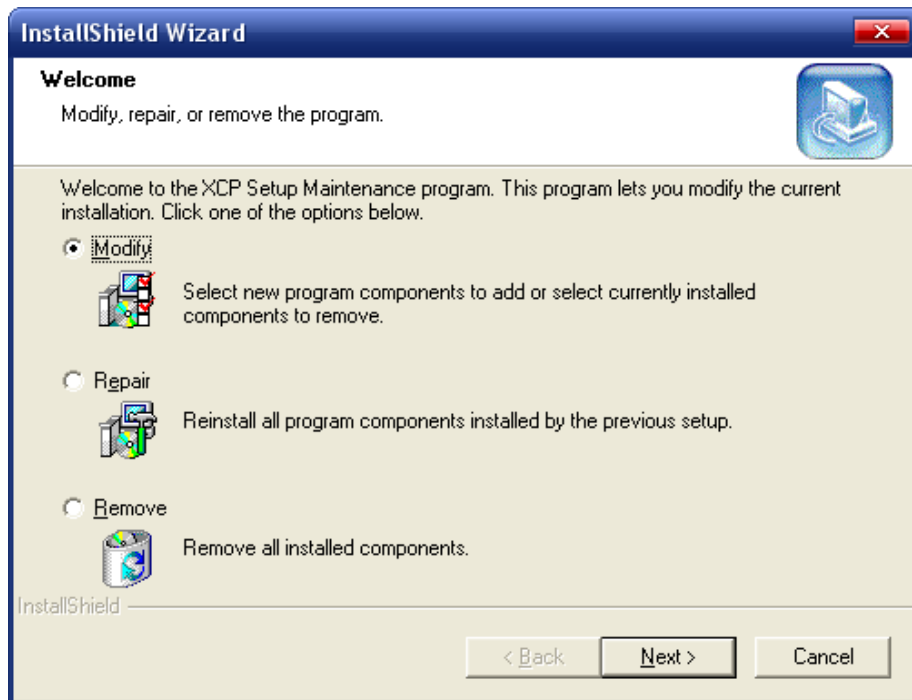 InstallShield Wizard
Welcome
Modify, repair, or remove the program.
Welcome to the XCP Setup Maintenance program. This program lets you modify the current
installation. Click one of the options below.
Modify
Select new program components to add or select currently installed
components to remove.
Repair
Reinstall all program components installed by the previous setup.
Remove
Remove all installed components.
InstallShield
< Back Next > Cancel